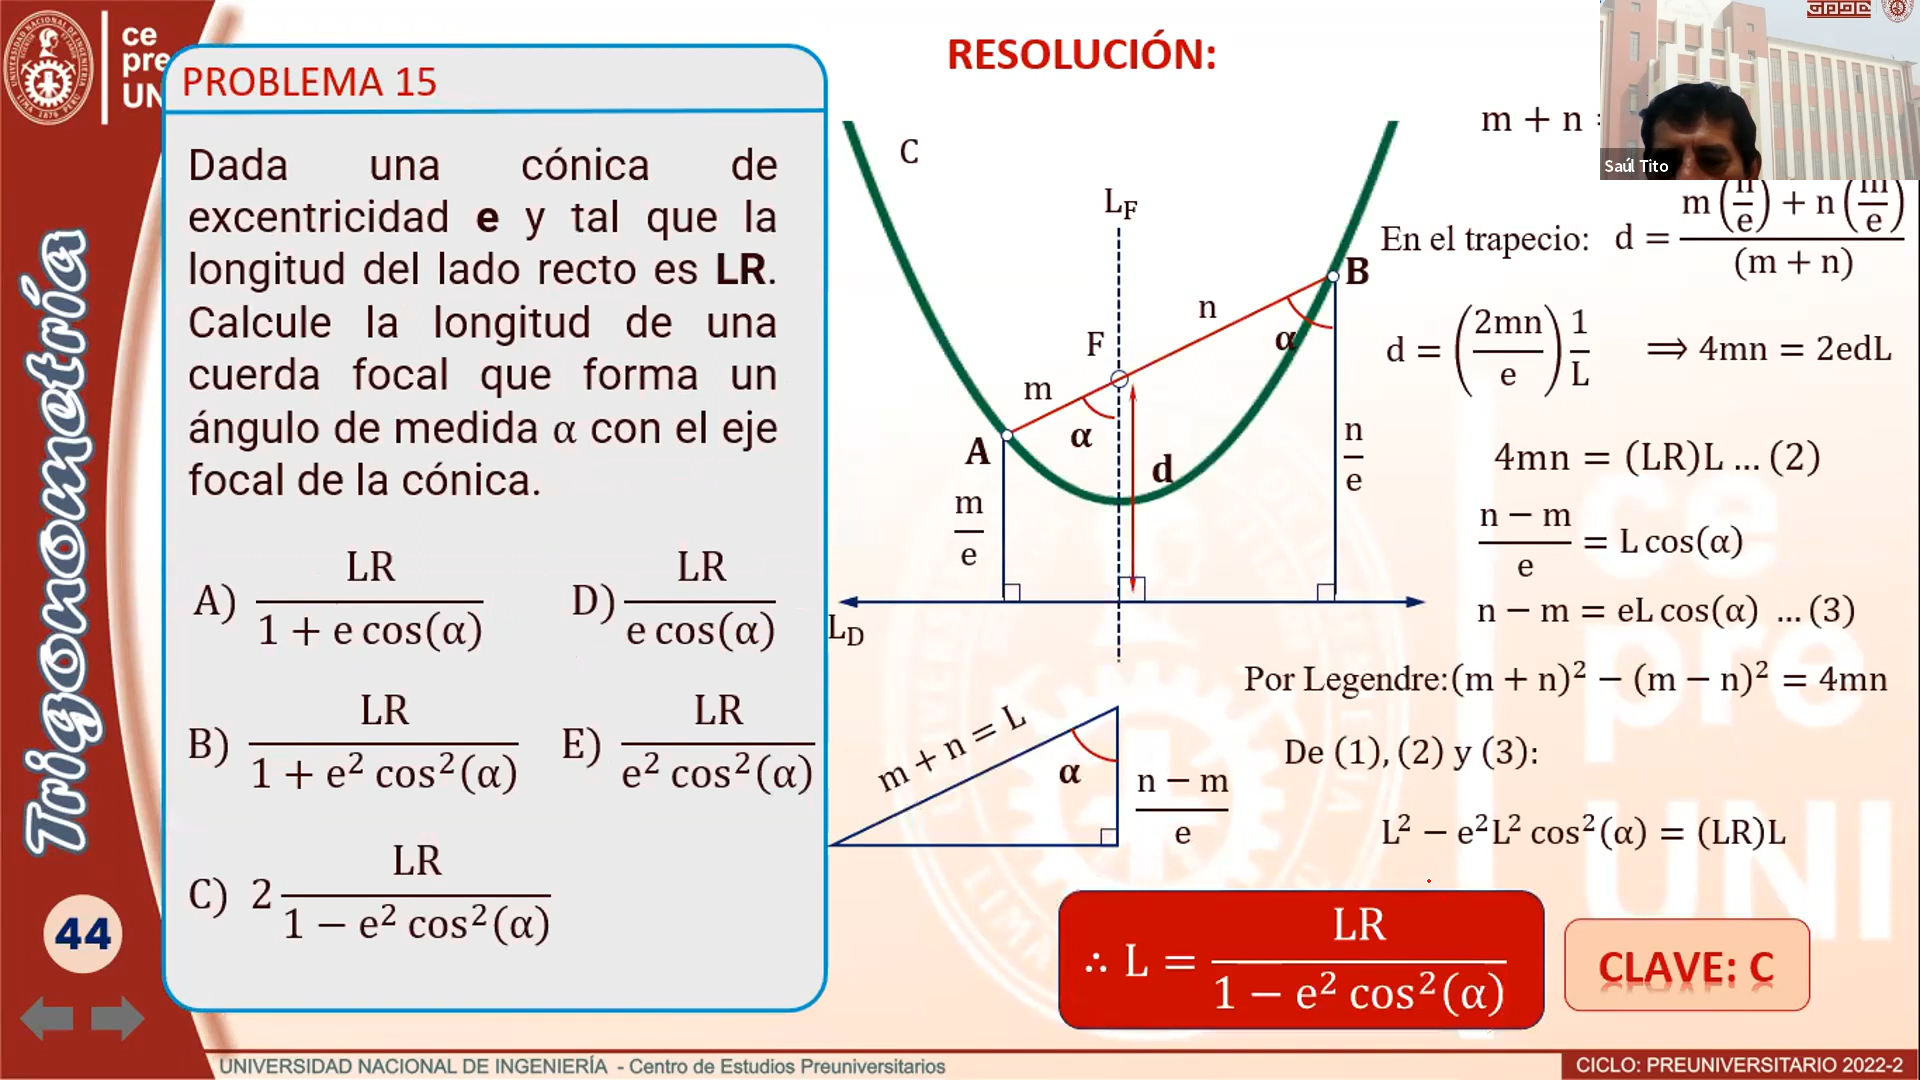 ce
pre
UN
PROBLEMA 15
Dada una cónica de
excentricidad e y tal que la
longitud del lado recto es LR.
Calcule la longitud de una
cuerda focal que forma un
ángulo de medida α con el eje
focal de la cónica.
A) LR / (1 + e cos(α))
D) LR / (e cos(α))
B) LR / (1 + e² cos²(α))
E) LR / (e² cos²(α))
C) 2 LR / (1 − e² cos²(α))
Trigonometría
44
RESOLUCIÓN:
C
L_F
B
n
α
F
m
α
A
d
m/e
n/e
L_D
m + n = L
α
(n − m)/e
m + n
Saúl Tito
En el trapecio: d = (m(n/e) + n(m/e)) / (m + n)
d = (2mn/e) 1/L ⟹ 4mn = 2edL
4mn = (LR)L ... (2)
(n − m)/e = L cos(α)
n − m = eL cos(α) ... (3)
Por Legendre: (m + n)² − (m − n)² = 4mn
De (1), (2) y (3):
L² − e²L² cos²(α) = (LR)L
∴ L = LR / (1 − e² cos²(α))
CLAVE: C
UNIVERSIDAD NACIONAL DE INGENIERÍA - Centro de Estudios Preuniversitarios
CICLO: PREUNIVERSITARIO 2022-2